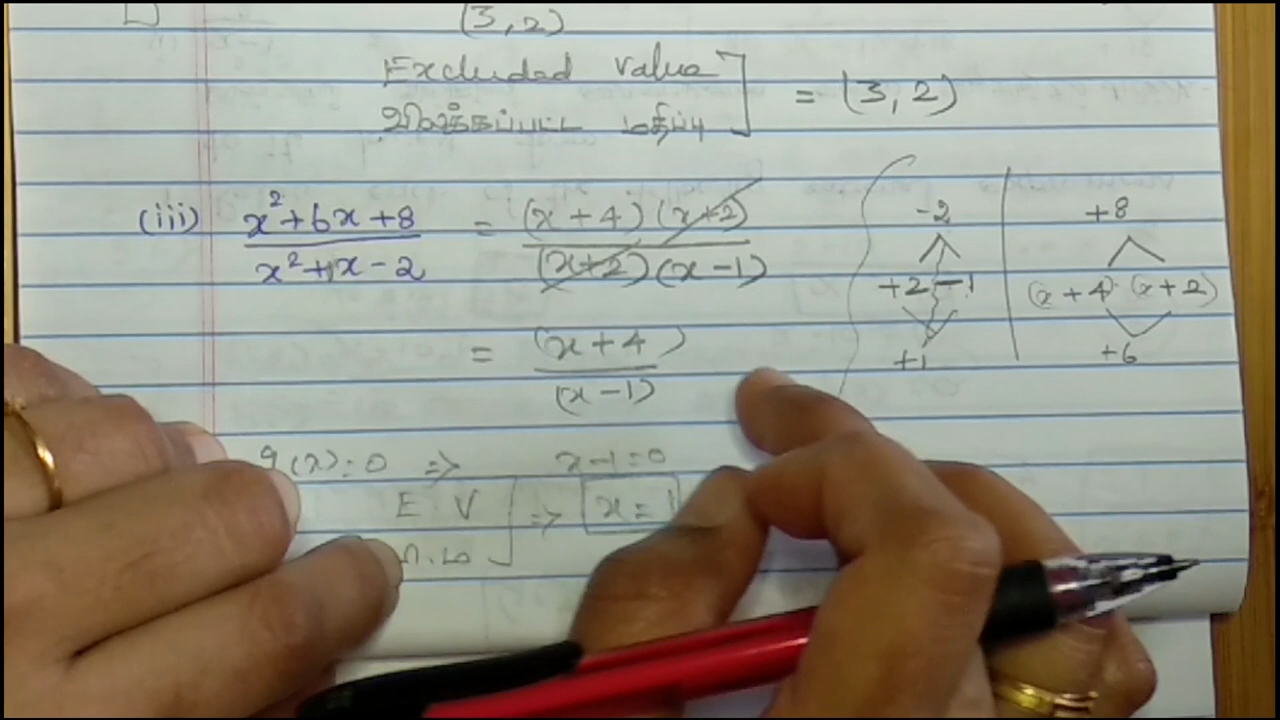 (3, 2)
Excluded value
விலக்கப்பட்ட மதிப்பு
= (3, 2)
(iii) x²+6x+8 / x²+1x-2 = (x+4)(x+2) / (x+2)(x-1)
= (x+4) / (x-1)
-2
+2 -1
+1
+8
(x+4) (x+2)
+6
q(x)=0 ⇒ x-1=0
E V ⇒ x = 1